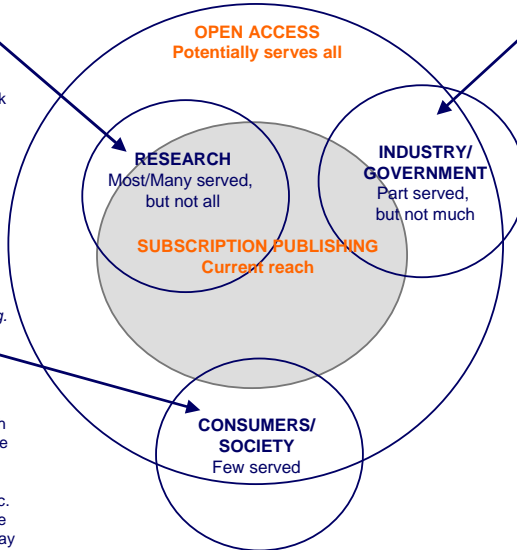 OPEN ACCESS
Potentially serves all
k
RESEARCH
Most/Many served,
but not all
INDUSTRY/
GOVERNMENT
Part served,
but not much
SUBSCRIPTION PUBLISHING
Current reach
g.
CONSUMERS/
SOCIETY
Few served
n
e
c.
e
ay